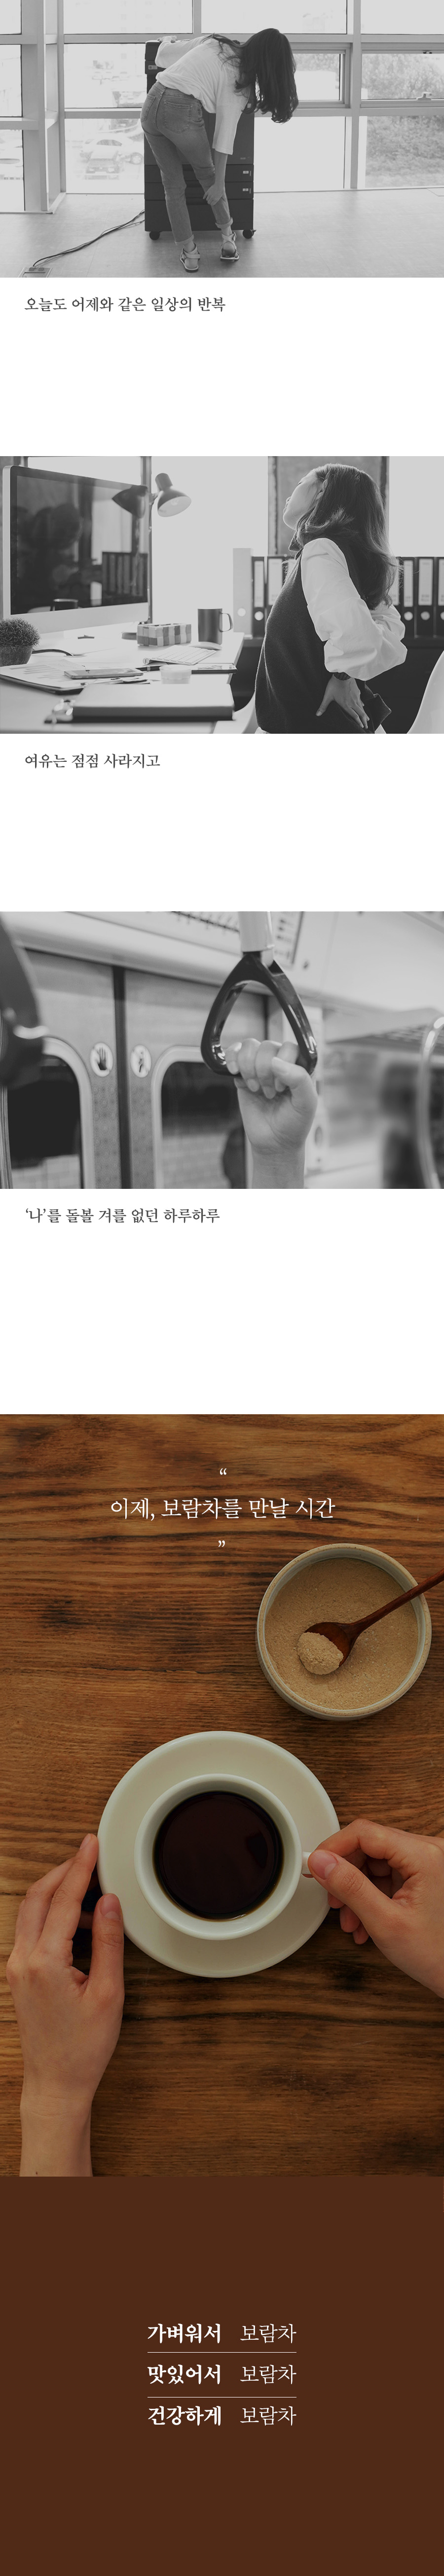 오늘도 어제와 같은 일상의 반복
여유는 점점 사라지고
‘나’를 돌볼 겨를 없던 하루하루
“
이제, 보람차를 만날 시간
”
가벼워서 보람차
맛있어서 보람차
건강하게 보람차